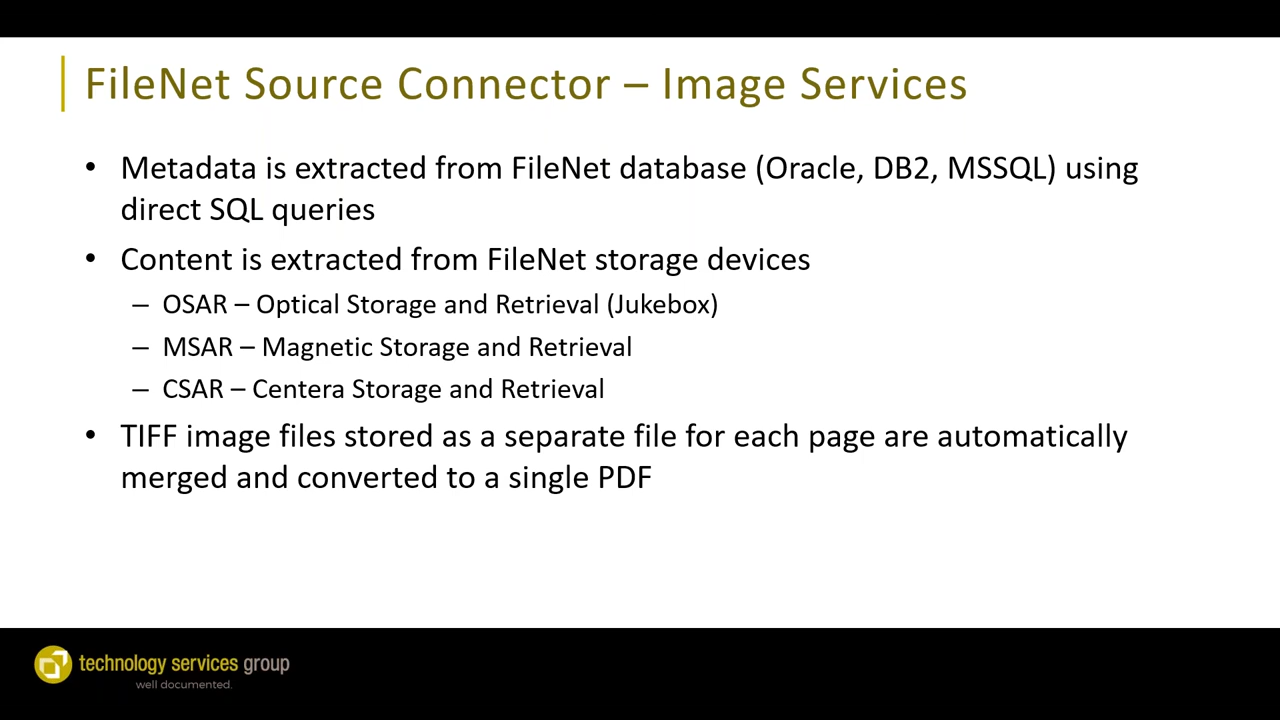 FileNet Source Connector – Image Services
• Metadata is extracted from FileNet database (Oracle, DB2, MSSQL) using
direct SQL queries
• Content is extracted from FileNet storage devices
– OSAR – Optical Storage and Retrieval (Jukebox)
– MSAR – Magnetic Storage and Retrieval
– CSAR – Centera Storage and Retrieval
• TIFF image files stored as a separate file for each page are automatically
merged and converted to a single PDF
technology services group
well documented.